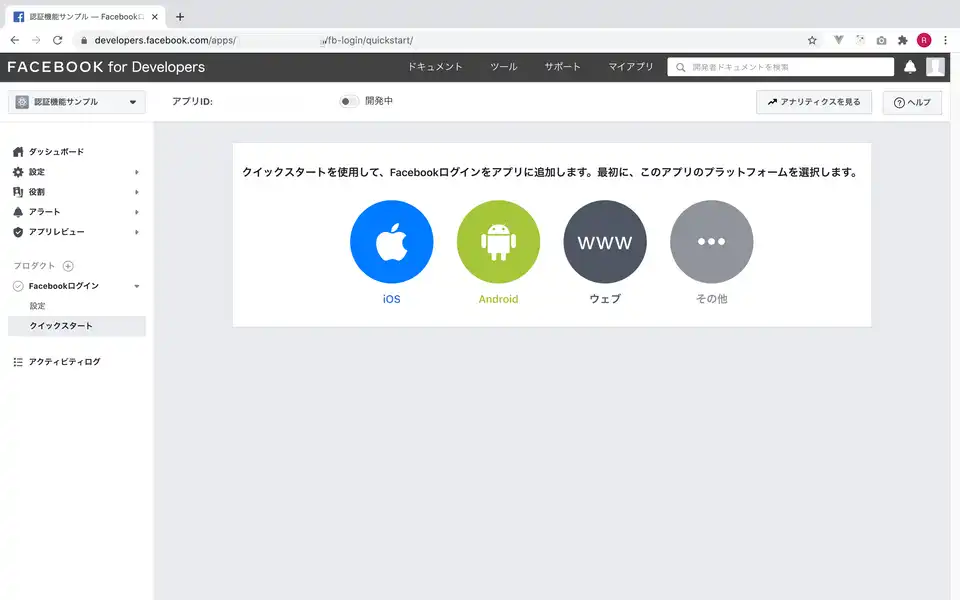 認証機能サンプル — Facebookロ
developers.facebook.com/apps/ /fb-login/quickstart/
R
FACEBOOK for Developers
ドキュメント
ツール
サポート
マイアプリ
開発者ドキュメントを検索
認証機能サンプル
アプリID:
開発中
アナリティクスを見る
ヘルプ
ダッシュボード
設定
役割
アラート
アプリレビュー
プロダクト
Facebookログイン
設定
クイックスタート
アクティビティログ
クイックスタートを使用して、Facebookログインをアプリに追加します。最初に、このアプリのプラットフォームを選択します。
www
iOS
Android
ウェブ
その他